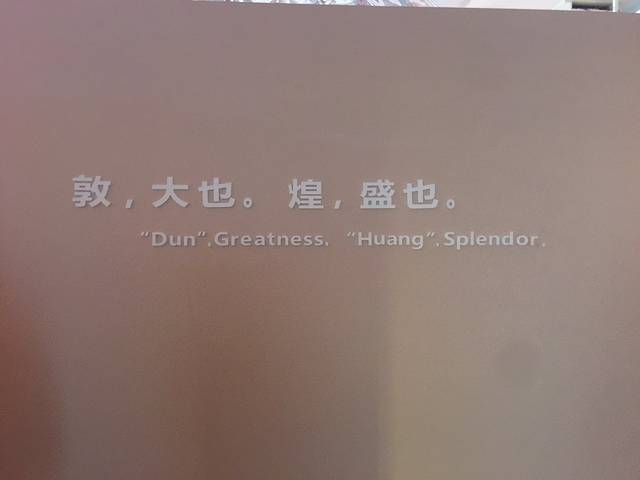 敦，大也。煌，盛也。
“Dun“,Greatness. “Huang”,Splendor.